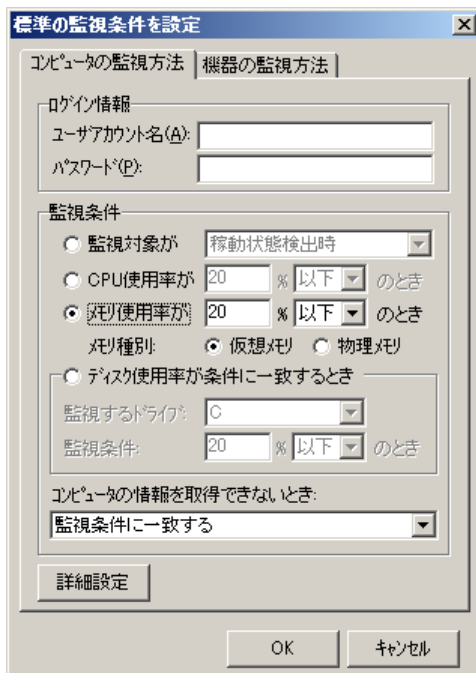 標準の監視条件を設定
コンピュータの監視方法 機器の監視方法
ログイン情報
ユーザアカウント名(A):
パスワード(P):
監視条件
監視対象が 稼動状態検出時
CPU使用率が 20 % 以下 のとき
メモリ使用率が 20 % 以下 のとき
メモリ種別: 仮想メモリ 物理メモリ
ディスク使用率が条件に一致するとき
監視するドライブ: C
監視条件: 20 % 以下 のとき
コンピュータの情報を取得できないとき:
監視条件に一致する
詳細設定
OK キャンセル